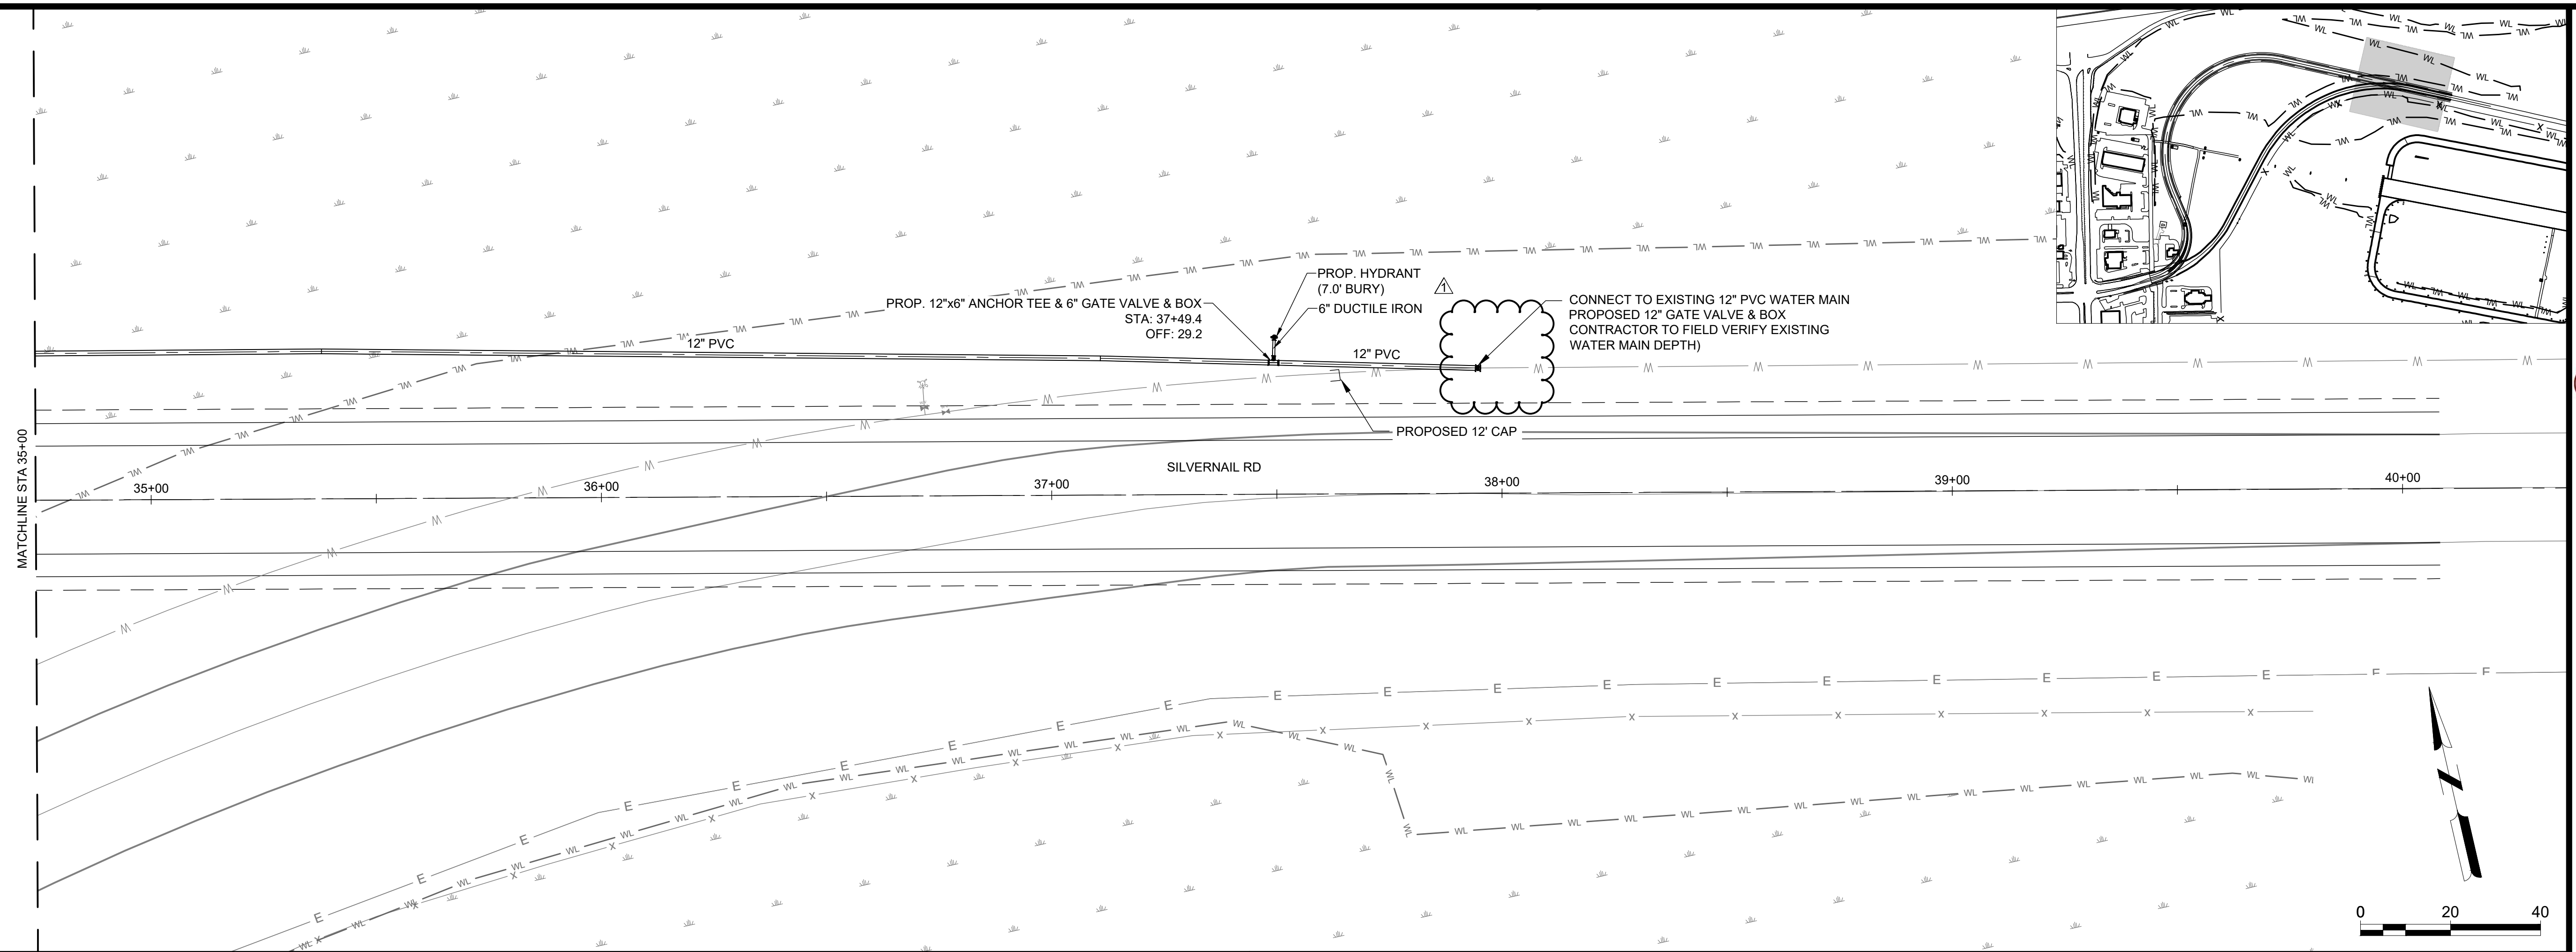 PROP. HYDRANT
(7.0' BURY)
6" DUCTILE IRON
PROP. 12"x6" ANCHOR TEE & 6" GATE VALVE & BOX
STA: 37+49.4
OFF: 29.2
1
CONNECT TO EXISTING 12" PVC WATER MAIN
PROPOSED 12" GATE VALVE & BOX
CONTRACTOR TO FIELD VERIFY EXISTING
WATER MAIN DEPTH)
12" PVC
12" PVC
PROPOSED 12' CAP
SILVERNAIL RD
MATCHLINE STA 35+00
35+00
36+00
37+00
38+00
39+00
40+00
WL
W
E
X
0 20 40